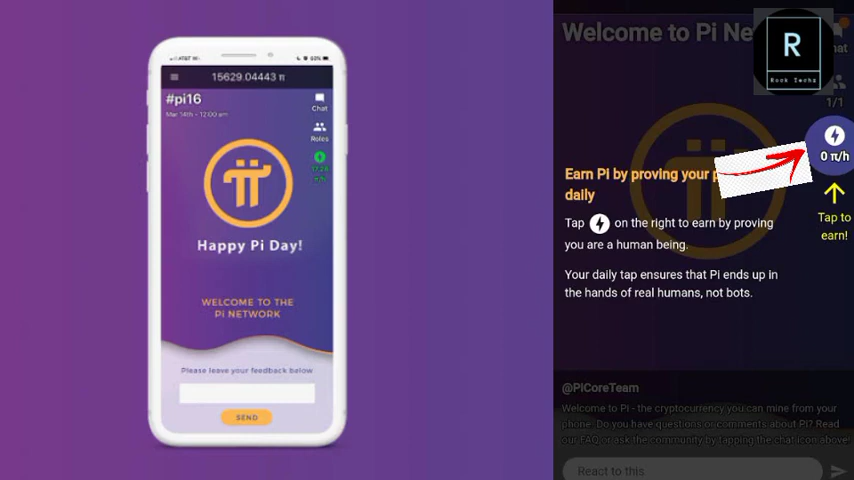 15629.04443 π
#pi16
Mar 14th - 12:00 am
Chat
Roles
Happy Pi Day!
WELCOME TO THE
Pi NETWORK
Please leave your feedback below
SEND
Welcome to Pi Ne
R
Rock Techs
hat
1/1
0 π/h
Tap to
earn!
Earn Pi by proving your p
daily
Tap on the right to earn by proving
you are a human being.
Your daily tap ensures that Pi ends up in
the hands of real humans, not bots.
@PiCoreTeam
Welcome to Pi - the cryptocurrency you can mine from your
phone. Do you have questions or comments about Pi? Read
our FAQ or ask the community by tapping the chat icon above!
React to this